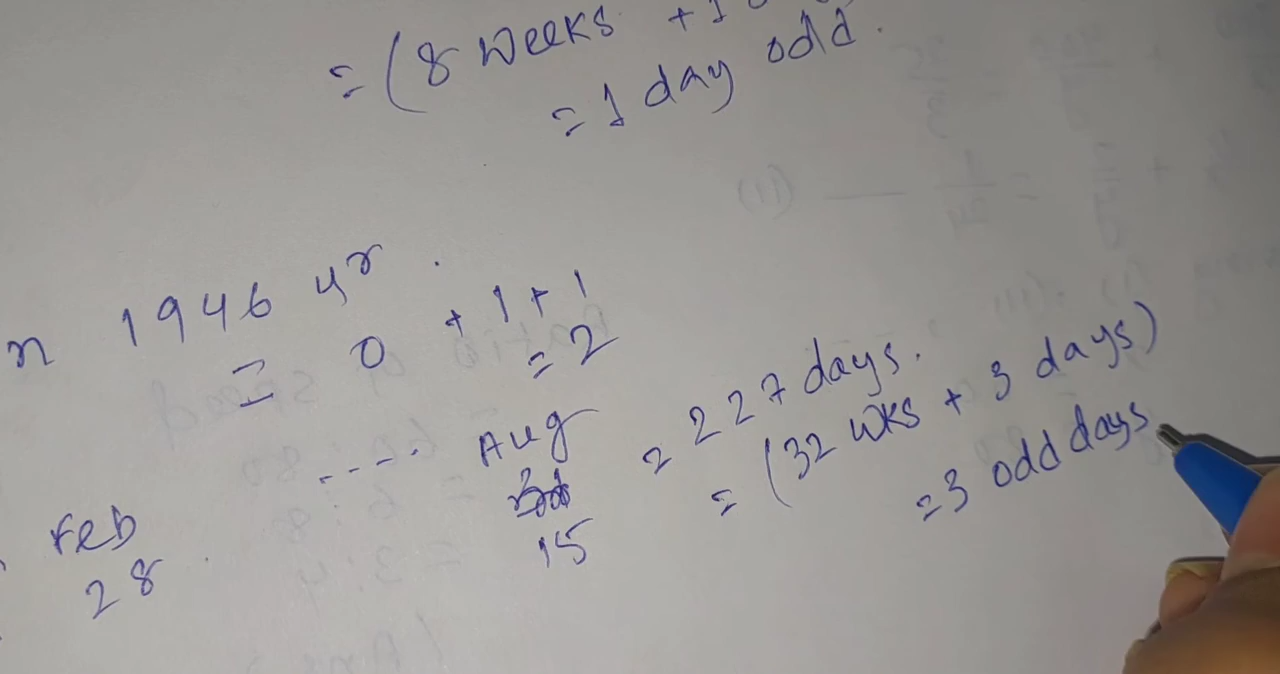 = (8 weeks +1
= 1 day odd.
n 1946 yr.
= 0 + 1 + 1
= 2
Feb ..... Aug = 227 days.
28 15 = (32 wks + 3 days)
= 3 odd days